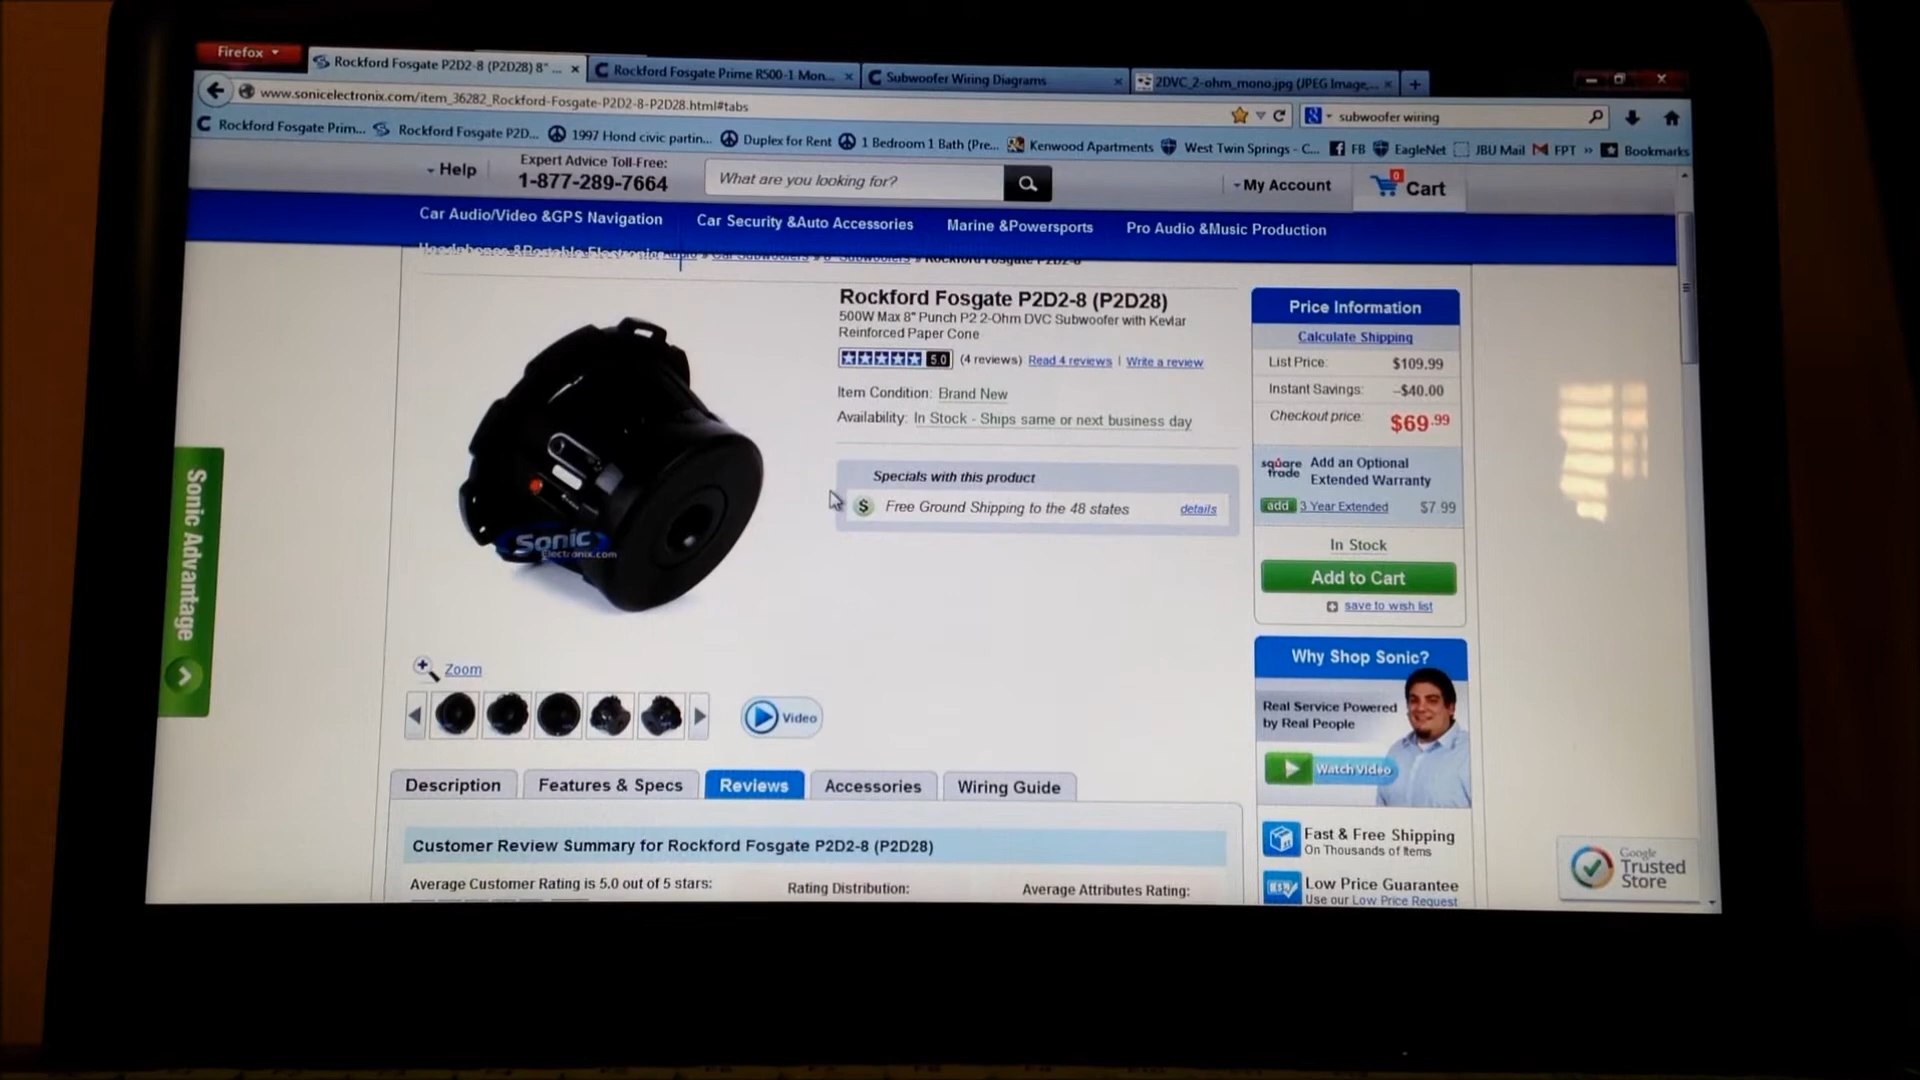 Firefox
Rockford Fosgate P2D2-8 (P2D28) 8" ...
Rockford Fosgate Prime R500-1 Mon...
Subwoofer Wiring Diagrams
2DVC_2-ohm_mono.jpg (JPEG Image,...
www.sonicelectronix.com/item_36282_Rockford-Fosgate-P2D2-8-P2D28.html#tabs
subwoofer wiring
Rockford Fosgate Prim...
Rockford Fosgate P2D...
1997 Hond civic partin...
Duplex for Rent
1 Bedroom 1 Bath (Pre...
Kenwood Apartments
West Twin Springs - C...
FB
EagleNet
JBU Mail
FPT
Bookmarks
Help
Expert Advice Toll-Free:
1-877-289-7664
What are you looking for?
My Account
0
Cart
Car Audio/Video &GPS Navigation
Car Security &Auto Accessories
Marine &Powersports
Pro Audio &Music Production
Headphones &Portable Electronics
Rockford Fosgate P2D2-8
Rockford Fosgate P2D2-8 (P2D28)
500W Max 8" Punch P2 2-Ohm DVC Subwoofer with Kevlar
Reinforced Paper Cone
5.0 (4 reviews) Read 4 reviews | Write a review
Item Condition: Brand New
Availability: In Stock - Ships same or next business day
Specials with this product
$ Free Ground Shipping to the 48 states details
Sonic
Electronix.com
Sonic Advantage
Zoom
Video
Price Information
Calculate Shipping
List Price: $109.99
Instant Savings: -$40.00
Checkout price: $69.99
square trade
Add an Optional
Extended Warranty
add 3 Year Extended $7.99
In Stock
Add to Cart
save to wish list
Why Shop Sonic?
Real Service Powered
by Real People
Watch Video
Fast & Free Shipping
On Thousands of Items
Low Price Guarantee
Use our Low Price Request
Google
Trusted
Store
Description
Features & Specs
Reviews
Accessories
Wiring Guide
Customer Review Summary for Rockford Fosgate P2D2-8 (P2D28)
Average Customer Rating is 5.0 out of 5 stars:
Rating Distribution:
Average Attributes Rating: